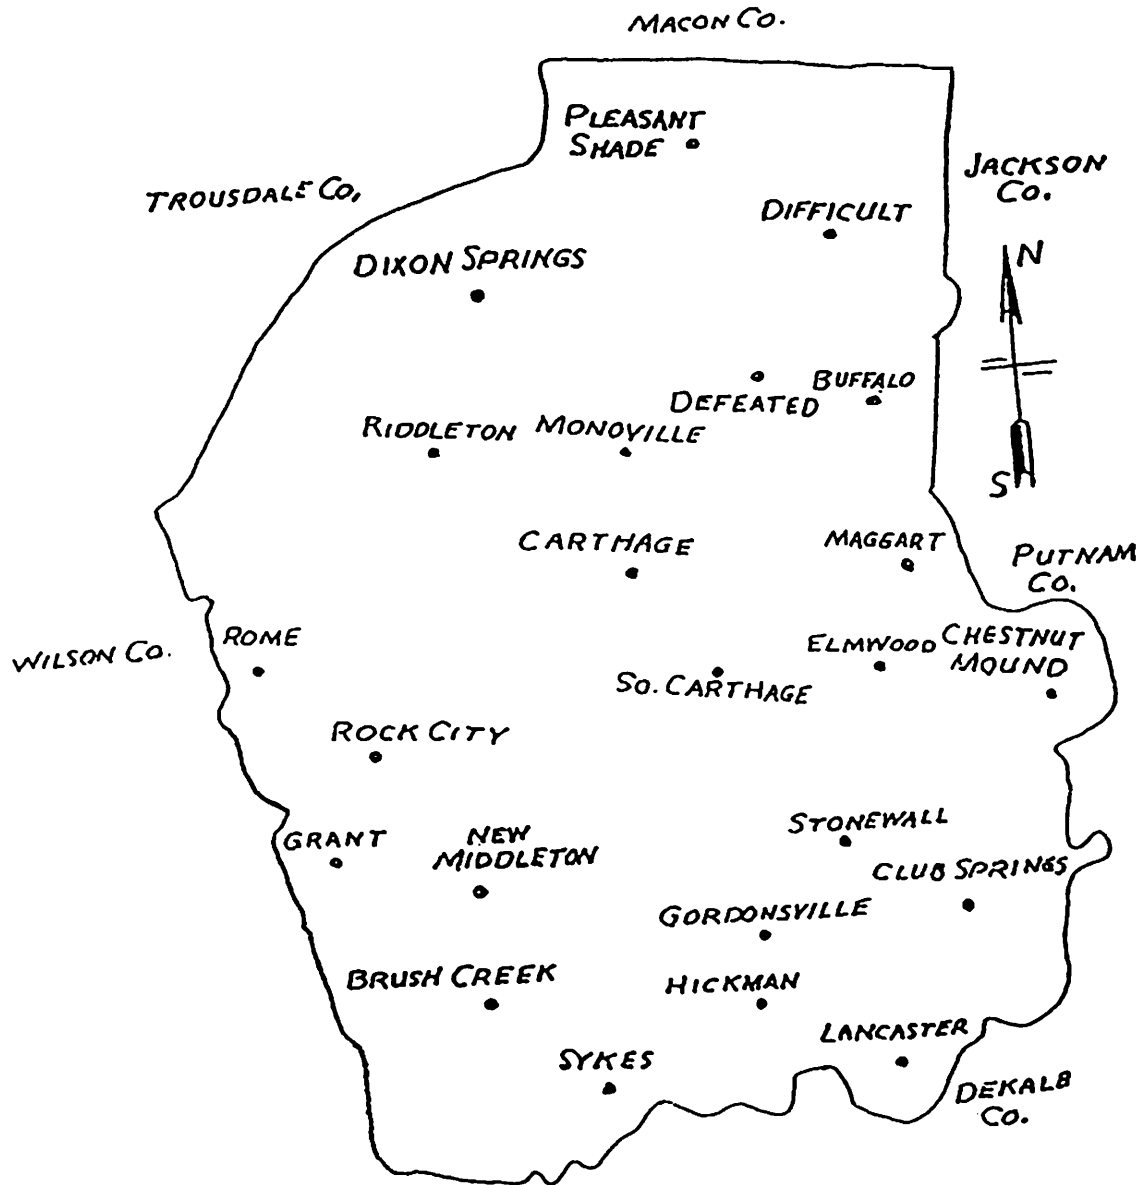 MACON CO.
PLEASANT
SHADE
JACKSON
CO.
TROUSDALE CO.
DIFFICULT
DIXON SPRINGS
N
BUFFALO
DEFEATED
RIDDLETON
MONOVILLE
S
CARTHAGE
MAGGART
PUTNAM
CO.
ROME
WILSON CO.
ELMWOOD
CHESTNUT
MOUND
SO. CARTHAGE
ROCK CITY
STONEWALL
GRANT
NEW
MIDDLETON
CLUB SPRINGS
GORDONSVILLE
BRUSH CREEK
HICKMAN
LANCASTER
SYKES
DEKALB
CO.